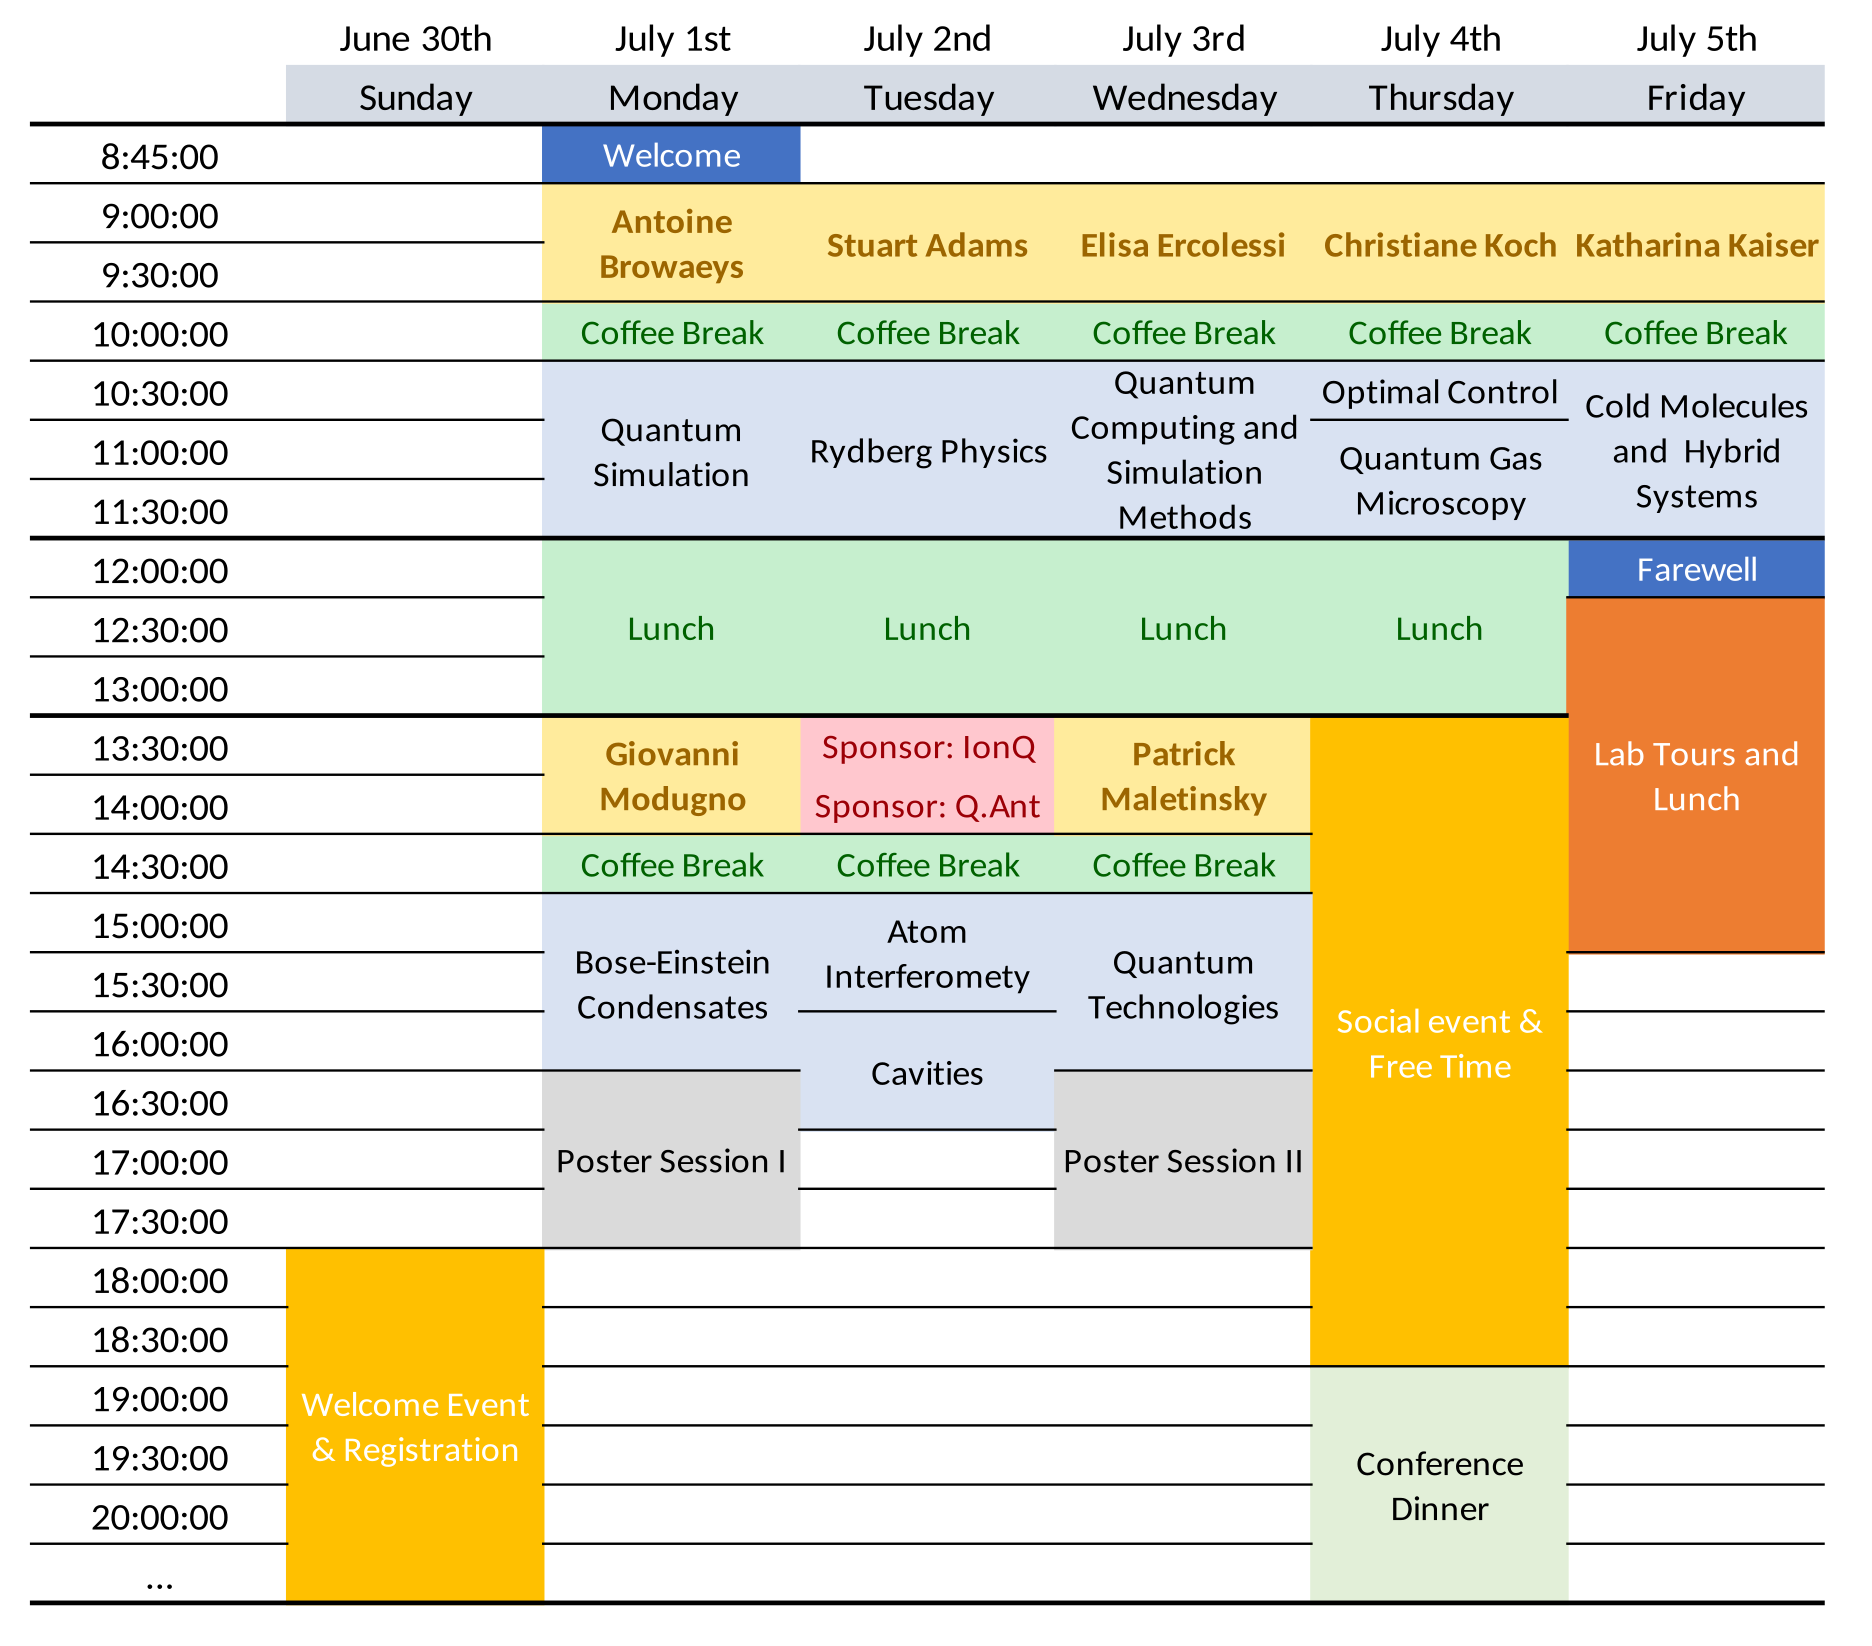 June 30th July 1st July 2nd July 3rd July 4th July 5th
Sunday Monday Tuesday Wednesday Thursday Friday
8:45:00 Welcome
9:00:00
9:30:00
Antoine
Browaeys
Stuart Adams
Elisa Ercolessi
Christiane Koch
Katharina Kaiser
10:00:00 Coffee Break Coffee Break Coffee Break Coffee Break Coffee Break
10:30:00
11:00:00
11:30:00
Quantum
Simulation
Rydberg Physics
Quantum
Computing and
Simulation
Methods
Optimal Control
Quantum Gas
Microscopy
Cold Molecules
and  Hybrid
Systems
12:00:00
12:30:00
13:00:00
Lunch
Lunch
Lunch
Lunch
Farewell
13:30:00
14:00:00
Giovanni
Modugno
Sponsor: IonQ
Sponsor: Q.Ant
Patrick
Maletinsky
Lab Tours and
Lunch
14:30:00 Coffee Break Coffee Break Coffee Break
15:00:00
15:30:00
16:00:00
16:30:00
Bose-Einstein
Condensates
Atom
Interferomety
Cavities
Quantum
Technologies
Social event &
Free Time
17:00:00 Poster Session I Poster Session II
17:30:00
18:00:00
18:30:00
19:00:00
19:30:00
20:00:00
...
Welcome Event
& Registration
Conference
Dinner